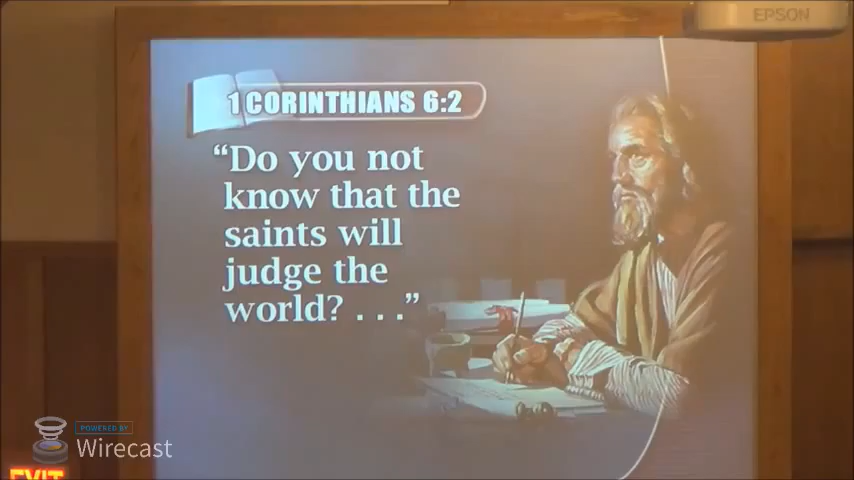 EPSON
1 CORINTHIANS 6:2
“Do you not
know that the
saints will
judge the
world? . . .”
POWERED BY
Wirecast
EXIT